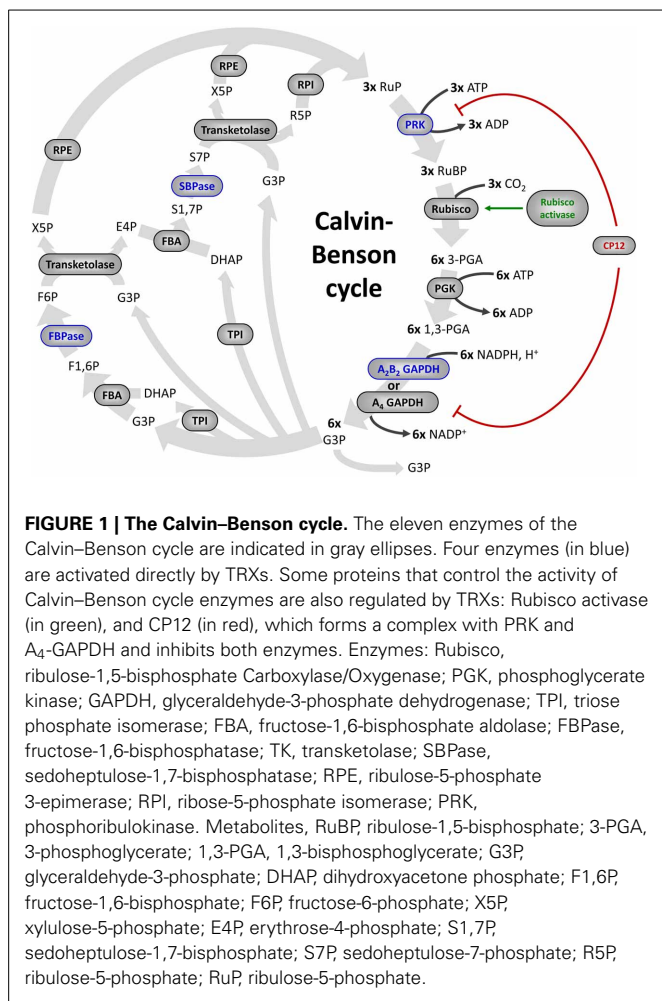 RPE
X5P
RPI
R5P
3x RuP
3x ATP
PRK
3x ADP
Transketolase
RPE
S7P
G3P
SBPase
S1,7P
3x RuBP
3x CO2
Rubisco
Rubisco
activase
Calvin-
Benson
cycle
X5P
E4P
FBA
DHAP
CP12
Transketolase
6x 3-PGA
6x ATP
PGK
6x ADP
F6P
G3P
6x 1,3-PGA
FBPase
TPI
6x NADPH, H+
F1,6P
A2B2 GAPDH
or
A4 GAPDH
FBA
DHAP
G3P
TPI
6x
G3P
6x NADP+
G3P
FIGURE 1 | The Calvin–Benson cycle. The eleven enzymes of the
Calvin–Benson cycle are indicated in gray ellipses. Four enzymes (in blue)
are activated directly by TRXs. Some proteins that control the activity of
Calvin–Benson cycle enzymes are also regulated by TRXs: Rubisco activase
(in green), and CP12 (in red), which forms a complex with PRK and
A4-GAPDH and inhibits both enzymes. Enzymes: Rubisco,
ribulose-1,5-bisphosphate Carboxylase/Oxygenase; PGK, phosphoglycerate
kinase; GAPDH, glyceraldehyde-3-phosphate dehydrogenase; TPI, triose
phosphate isomerase; FBA, fructose-1,6-bisphosphate aldolase; FBPase,
fructose-1,6-bisphosphatase; TK, transketolase; SBPase,
sedoheptulose-1,7-bisphosphatase; RPE, ribulose-5-phosphate
3-epimerase; RPI, ribose-5-phosphate isomerase; PRK,
phosphoribulokinase. Metabolites, RuBP, ribulose-1,5-bisphosphate; 3-PGA,
3-phosphoglycerate; 1,3-PGA, 1,3-bisphosphoglycerate; G3P,
glyceraldehyde-3-phosphate; DHAP, dihydroxyacetone phosphate; F1,6P,
fructose-1,6-bisphosphate; F6P, fructose-6-phosphate; X5P,
xylulose-5-phosphate; E4P, erythrose-4-phosphate; S1,7P,
sedoheptulose-1,7-bisphosphate; S7P, sedoheptulose-7-phosphate; R5P,
ribulose-5-phosphate; RuP, ribulose-5-phosphate.